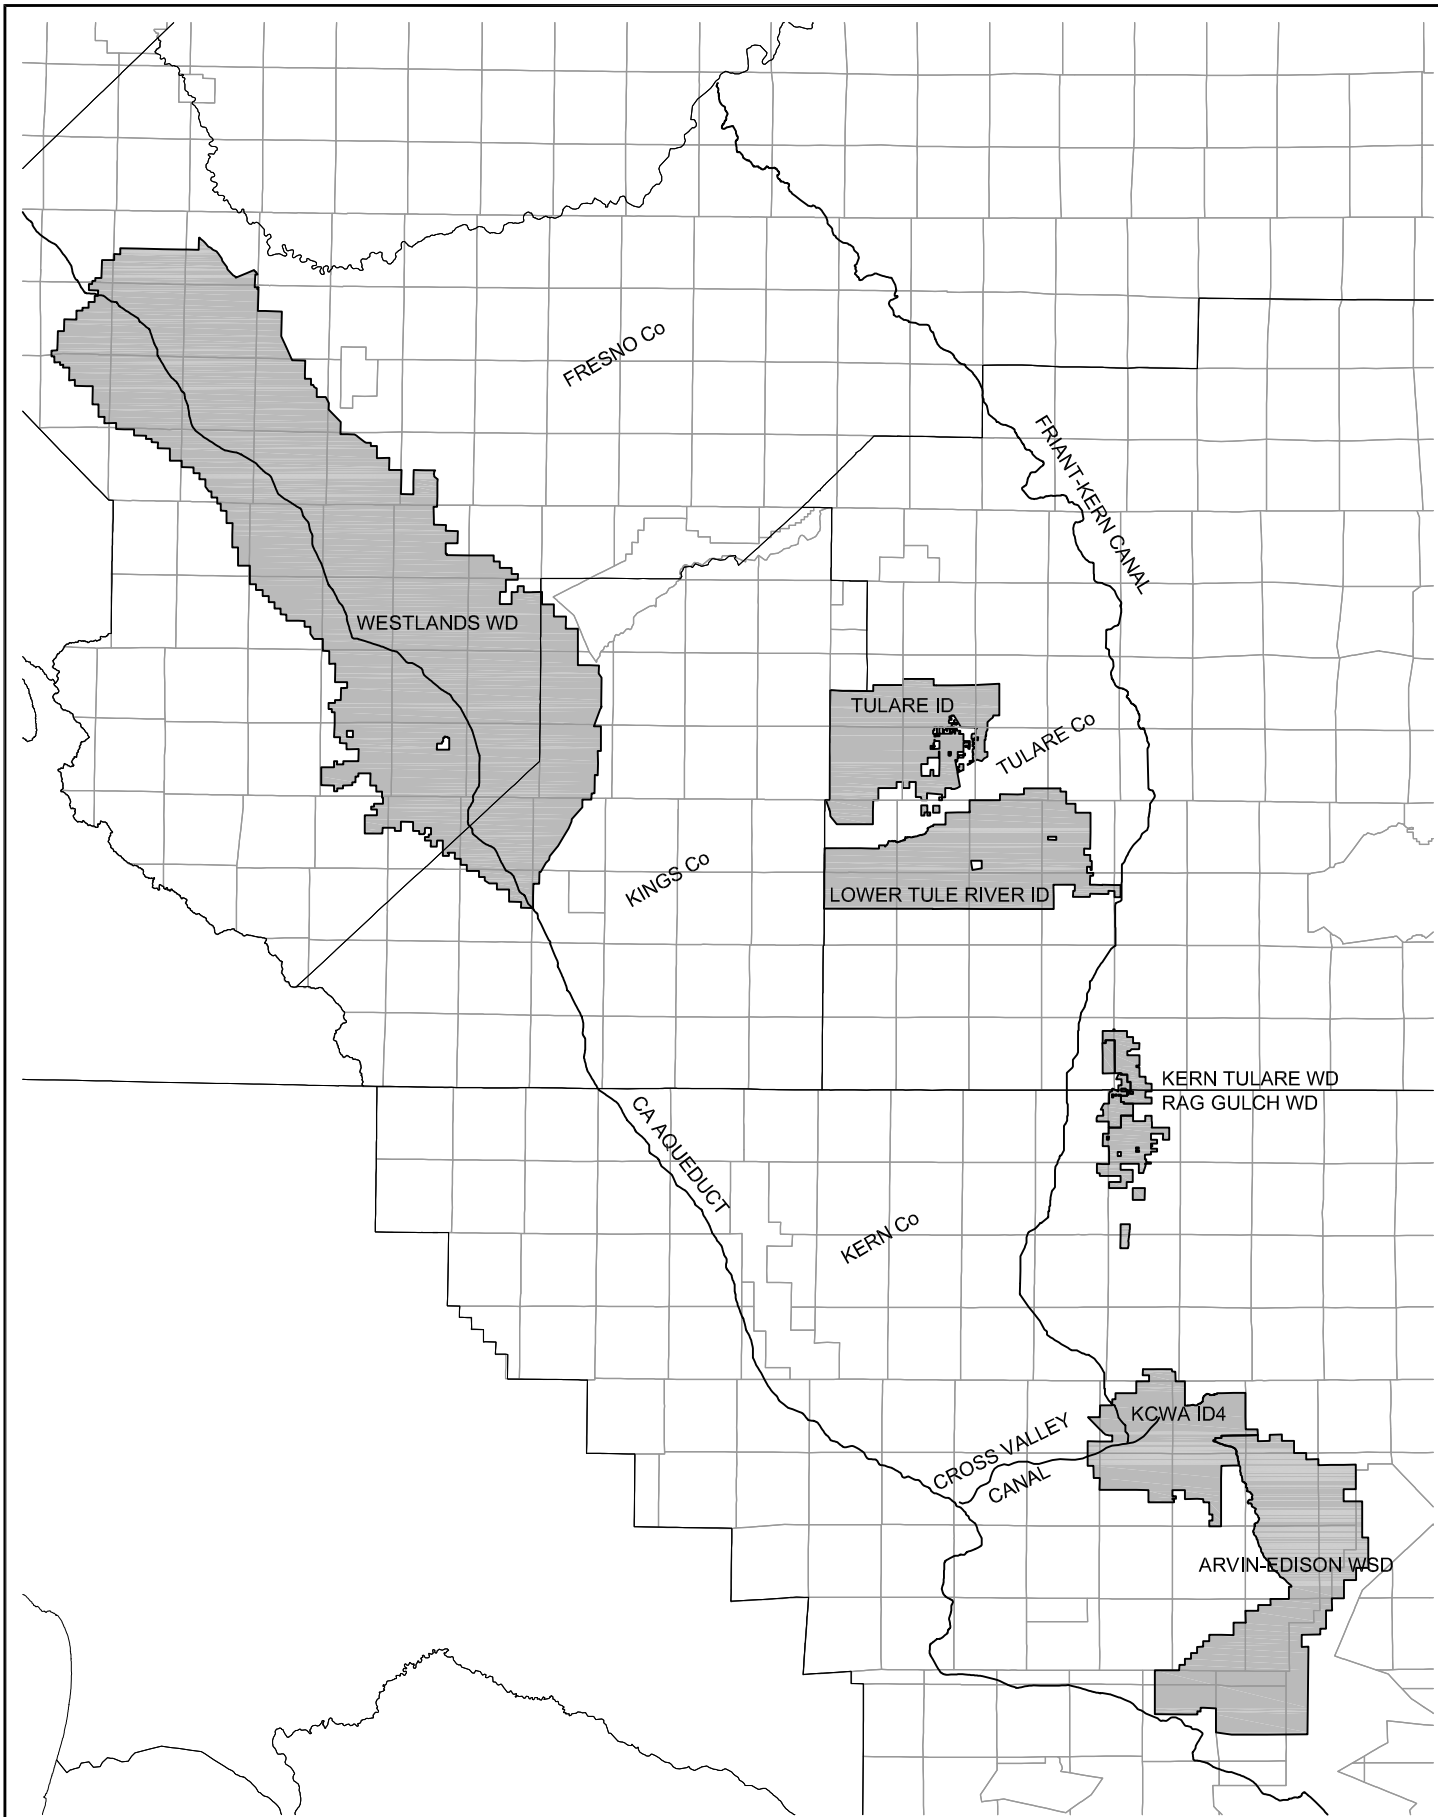 FRESNO Co
FRIANT-KERN CANAL
WESTLANDS WD
TULARE ID
TULARE Co
KINGS Co
LOWER TULE RIVER ID
KERN TULARE WD
RAG GULCH WD
CA AQUEDUCT
KERN Co
KCWA ID4
CROSS VALLEY
CANAL
ARVIN-EDISON WSD